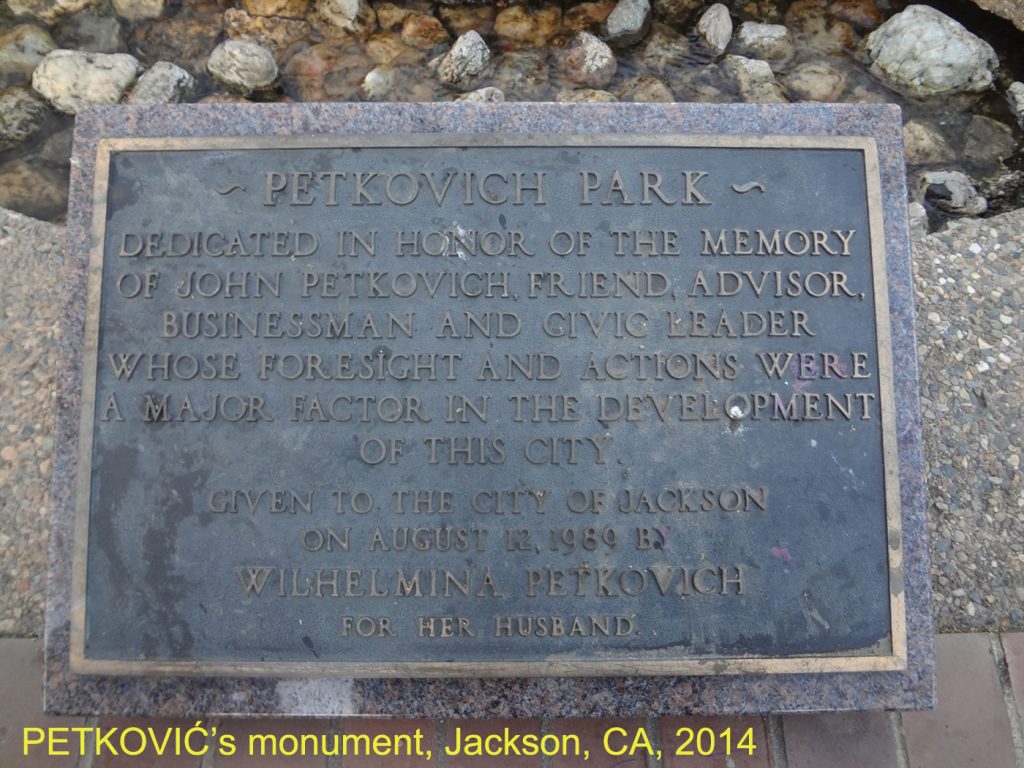 ~ PETKOVICH PARK ~
DEDICATED IN HONOR OF THE MEMORY
OF JOHN PETKOVICH, FRIEND, ADVISOR,
BUSINESSMAN AND CIVIC LEADER
WHOSE FORESIGHT AND ACTIONS WERE
A MAJOR FACTOR IN THE DEVELOPMENT
OF THIS CITY.
GIVEN TO THE CITY OF JACKSON
ON AUGUST 12, 1989 BY
WILHELMINA PETKOVICH
FOR HER HUSBAND.
PETKOVIĆ’s monument, Jackson, CA, 2014